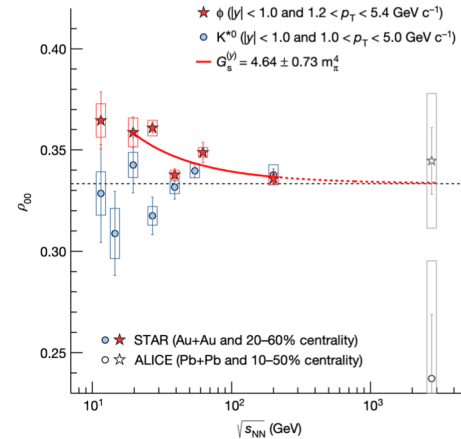 ϕ (|y| < 1.0 and 1.2 < pT < 5.4 GeV c⁻¹)
K*⁰ (|y| < 1.0 and 1.0 < pT < 5.0 GeV c⁻¹)
Gₛ⁽ʸ⁾ = 4.64 ± 0.73 mπ⁴
0.40
0.35
ρ₀₀
0.30
0.25
STAR (Au+Au and 20–60% centrality)
ALICE (Pb+Pb and 10–50% centrality)
10¹
10²
10³
√sNN (GeV)